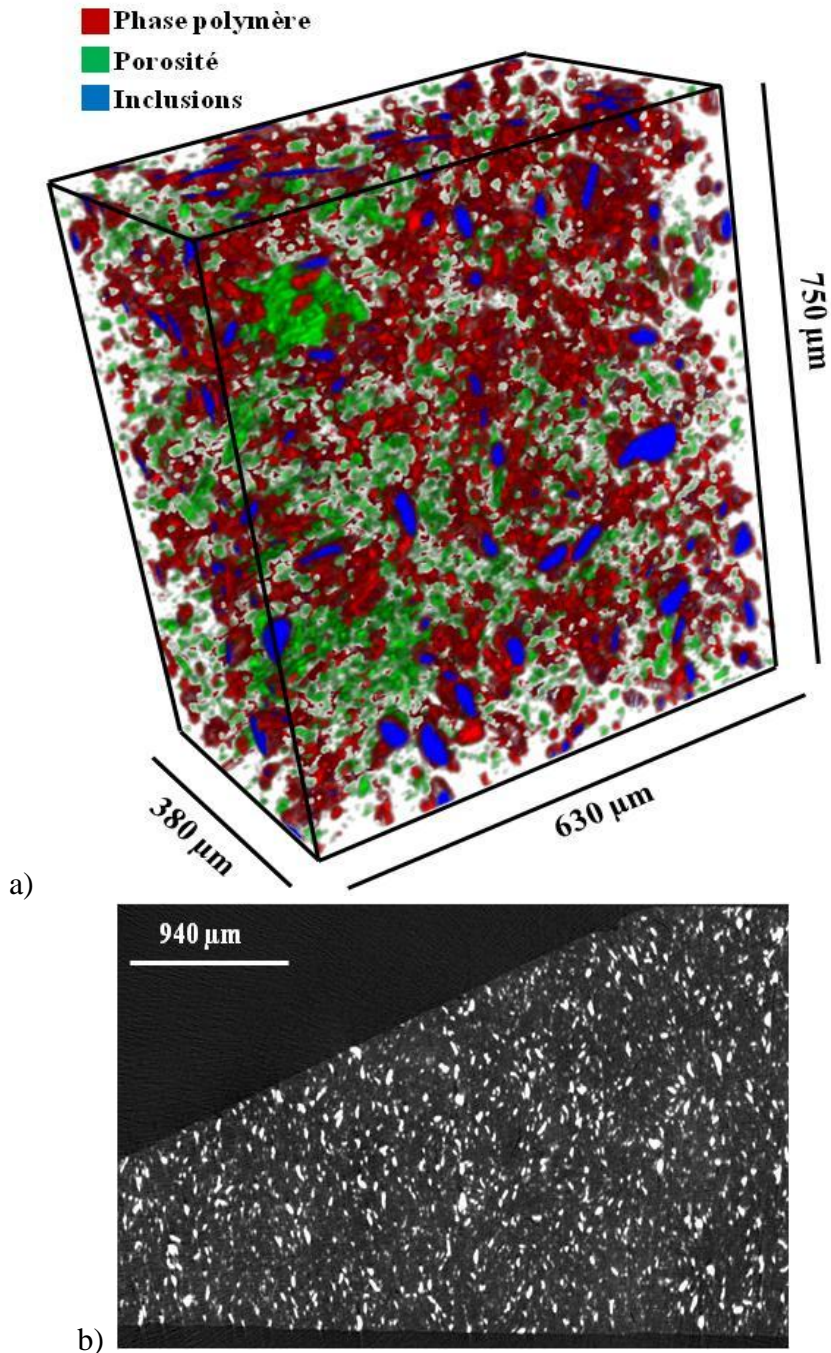 Phase polymère
Porosité
Inclusions
750 µm
380 µm
630 µm
a)
940 µm
b)